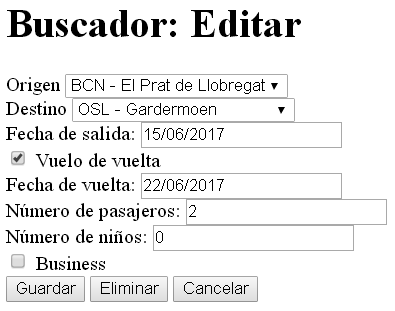 Buscador: Editar
Origen BCN - El Prat de Llobregat
Destino OSL - Gardermoen
Fecha de salida: 15/06/2017
Vuelo de vuelta
Fecha de vuelta: 22/06/2017
Número de pasajeros: 2
Número de niños: 0
Business
Guardar Eliminar Cancelar